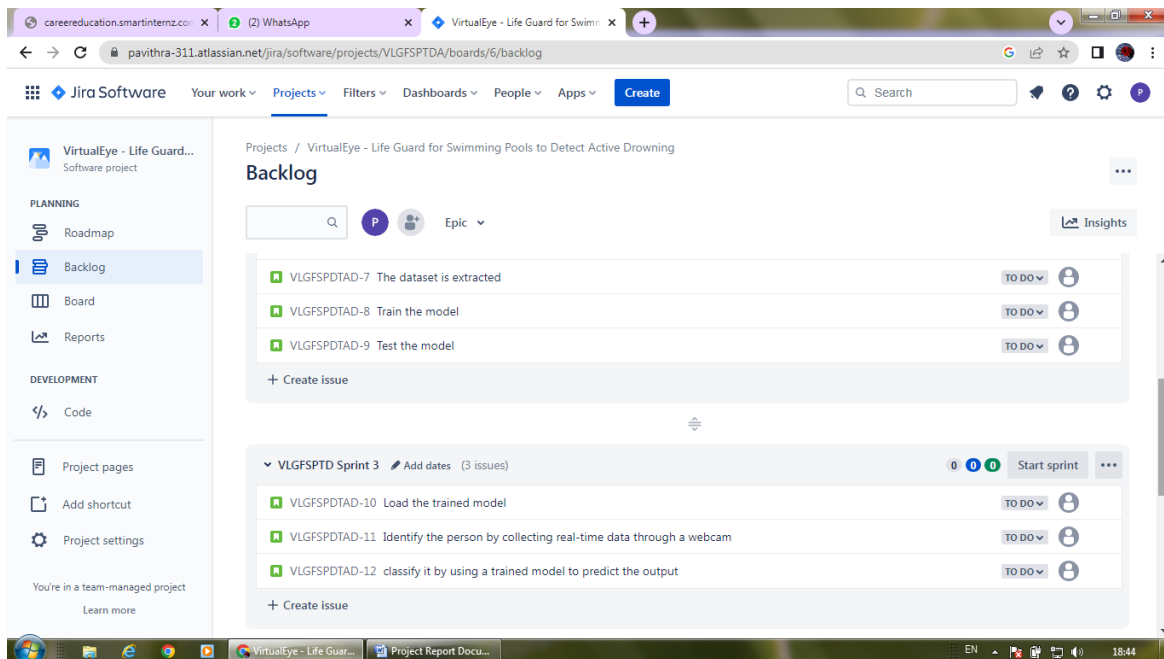 careereducation.smartinternz.con
2 (2) WhatsApp
VirtualEye - Life Guard for Swimm
pavithra-311.atlassian.net/jira/software/projects/VLGFSPTDA/boards/6/backlog
Jira Software Your work Projects Filters Dashboards People Apps Create Search P
VirtualEye - Life Guard...
Software project
PLANNING
Roadmap
Backlog
Board
Reports
DEVELOPMENT
Code
Project pages
Add shortcut
Project settings
You're in a team-managed project
Learn more
Projects / VirtualEye - Life Guard for Swimming Pools to Detect Active Drowning
Backlog
P Epic Insights
VLGFSPDTAD-7 The dataset is extracted TO DO
VLGFSPDTAD-8 Train the model TO DO
VLGFSPDTAD-9 Test the model TO DO
+ Create issue
VLGFSPTD Sprint 3 Add dates (3 issues) 0 0 0 Start sprint
VLGFSPDTAD-10 Load the trained model TO DO
VLGFSPDTAD-11 Identify the person by collecting real-time data through a webcam TO DO
VLGFSPDTAD-12 classify it by using a trained model to predict the output TO DO
+ Create issue
VirtualEye - Life Guar... Project Report Docu... EN 18:44